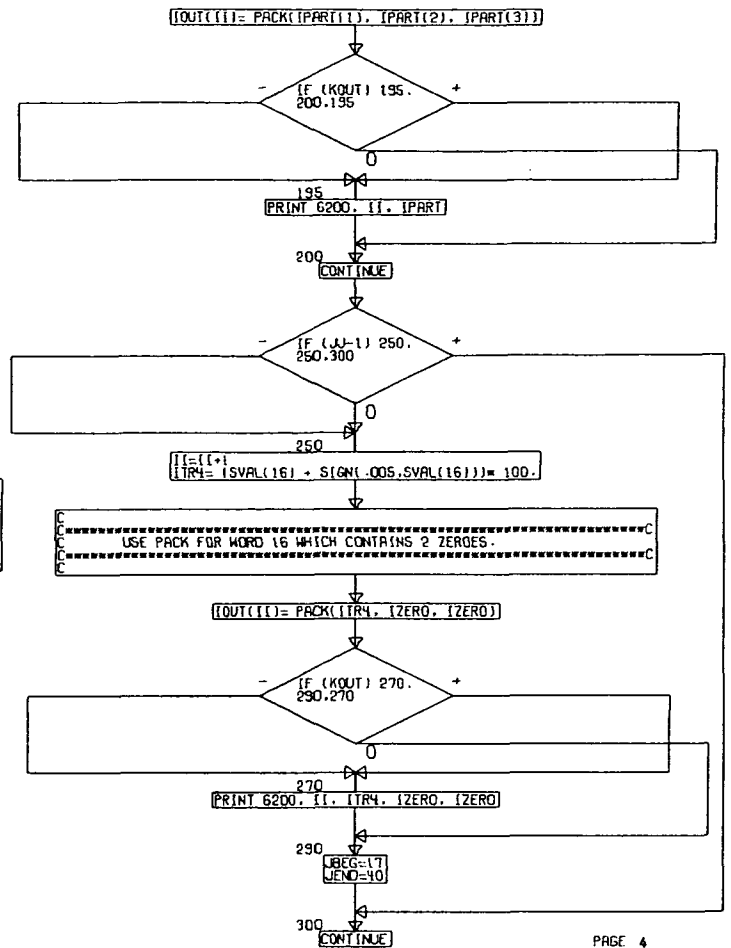 IOUT(II)= PACK(IPART(1), IPART(2), IPART(3))
- IF (KOUT) 195, +
200,195
0
195
PRINT 6200, II, IPART
200
CONTINUE
- IF (JJ-1) 250, +
250,300
0
250
II=II+1
ITR4= (SVAL(16) + SIGN(.005,SVAL(16)))* 100.
C
C**********************************************************************C
C USE PACK FOR WORD 16 WHICH CONTAINS 2 ZEROES.
C**********************************************************************C
C
IOUT(II)= PACK(ITR4, IZERO, IZERO)
- IF (KOUT) 270, +
290,270
0
270
PRINT 6200, II, ITR4, IZERO, IZERO
290
JBEG=17
JEND=40
300
CONTINUE
PAGE 4